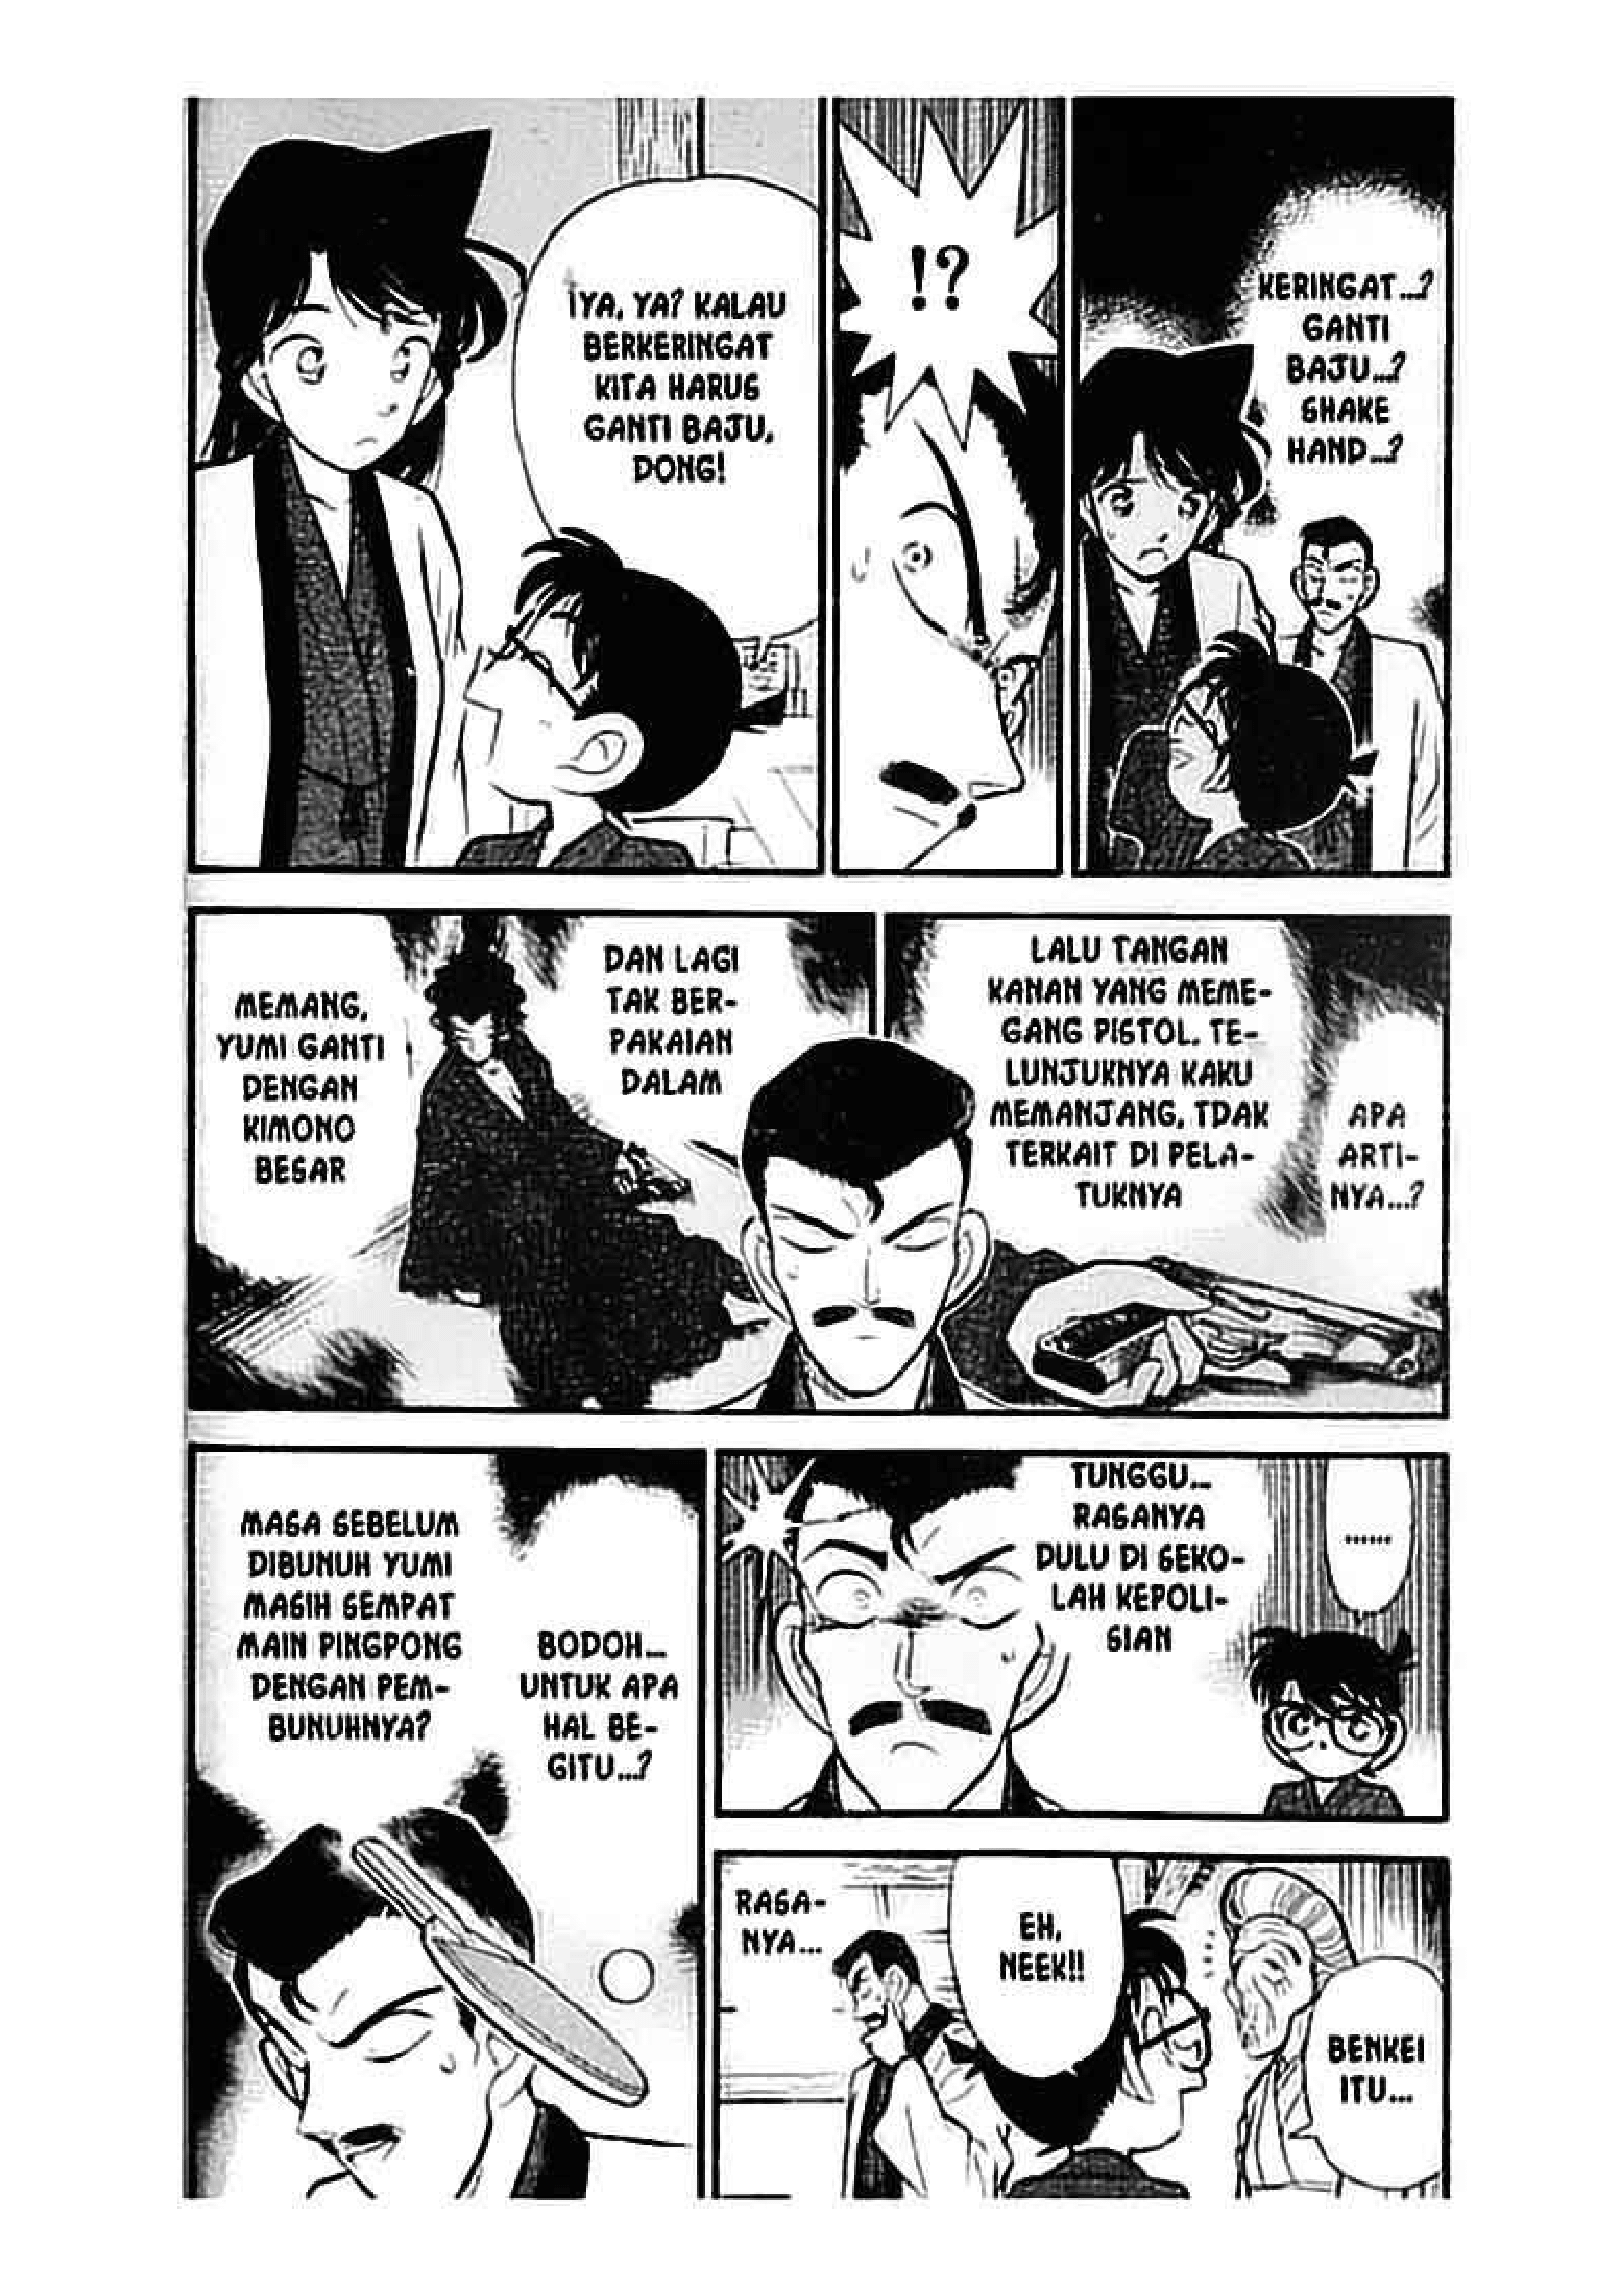 KERINGAT...?
GANTI
BAJU...?
SHAKE
HAND...?
!?
IYA, YA? KALAU
BERKERINGAT
KITA HARUS
GANTI BAJU,
DONG!
APA
ARTI-
NYA...?
LALU TANGAN
KANAN YANG MEME-
GANG PISTOL. TE-
LUNJUKNYA KAKU
MEMANJANG, TDAK
TERKAIT DI PELA-
TUKNYA
DAN LAGI
TAK BER-
PAKAIAN
DALAM
MEMANG,
YUMI GANTI
DENGAN
KIMONO
BESAR
......
TUNGGU...
RASANYA
DULU DI SEKO-
LAH KEPOLI-
SIAN
BENKEI
ITU...
EH,
NEEK!!
RASA-
NYA...
BODOH...
UNTUK APA
HAL BE-
GITU...?
MASA SEBELUM
DIBUNUH YUMI
MASIH SEMPAT
MAIN PINGPONG
DENGAN PEM-
BUNUHNYA?